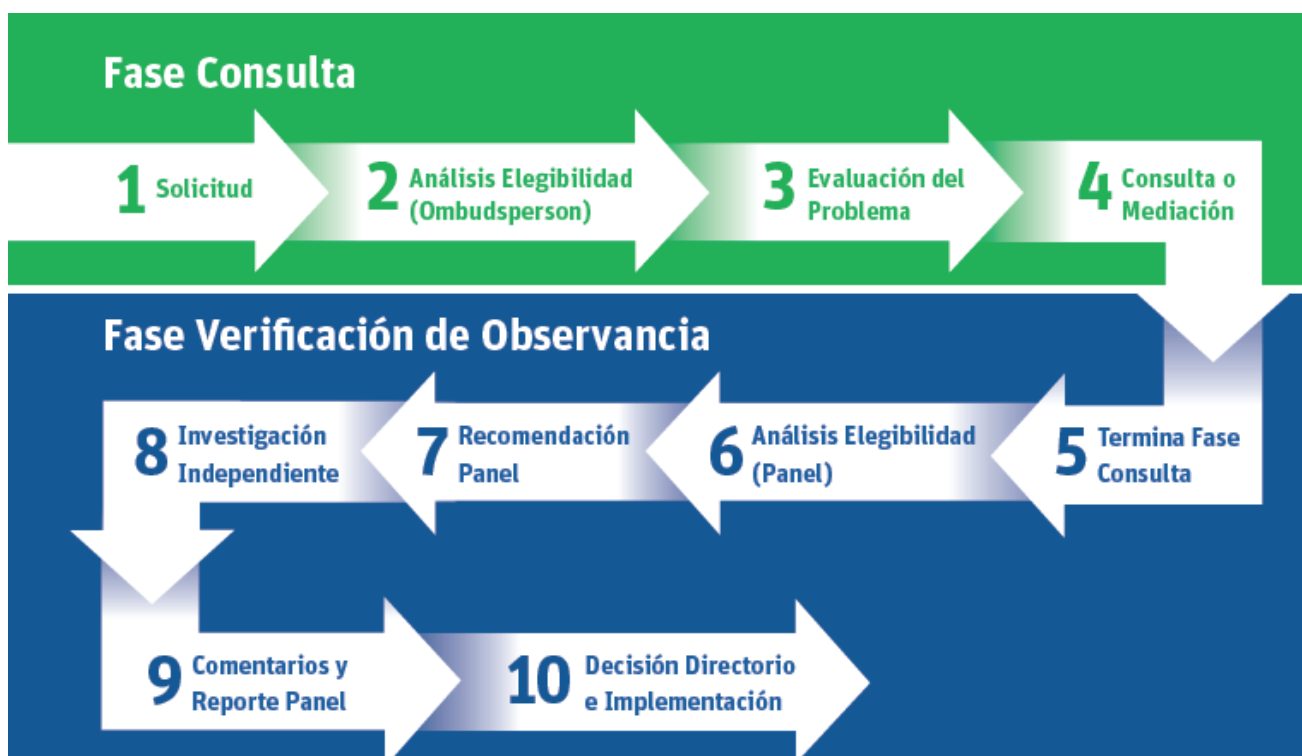 Fase Consulta
1 Solicitud
2 Análisis Elegibilidad
(Ombudsperson)
3 Evaluación del
Problema
4 Consulta o
Mediación
Fase Verificación de Observancia
5 Termina Fase
Consulta
6 Análisis Elegibilidad
(Panel)
7 Recomendación
Panel
8 Investigación
Independiente
9 Comentarios y
Reporte Panel
10 Decisión Directorio
e Implementación